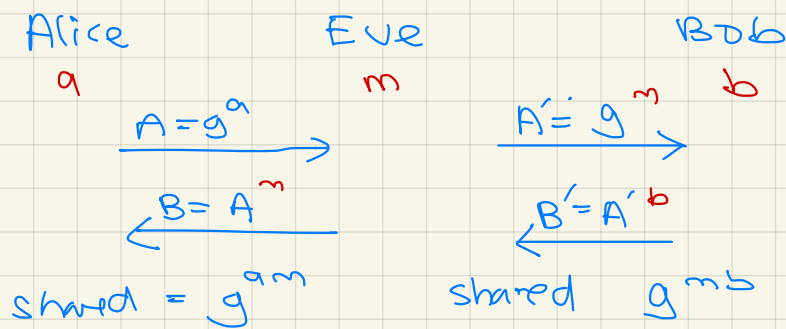 Alice Eve Bob
a m b
A = g^a A' = g^m
B = A^m B' = A'^b
shared = g^am shared g^mb